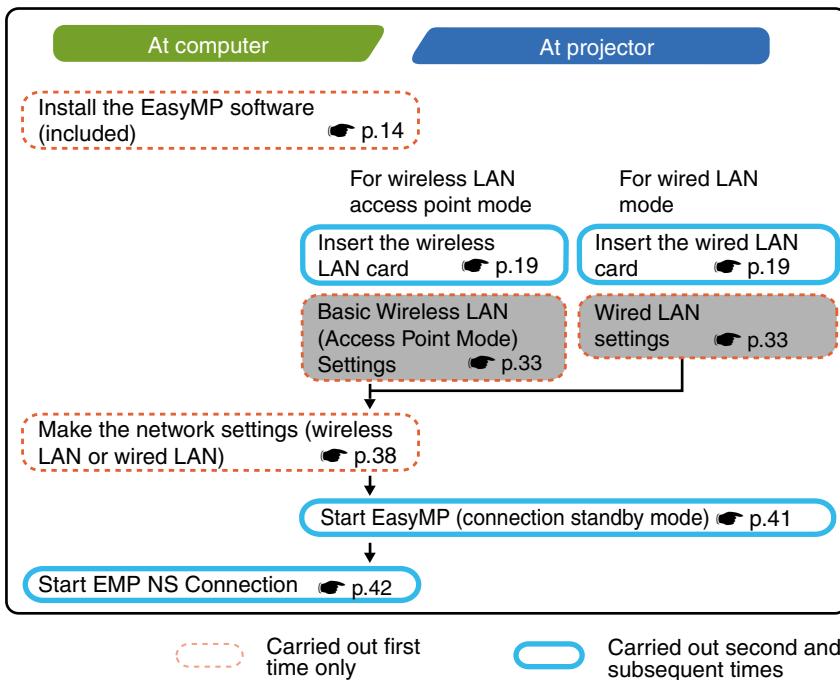 At computer
At projector
Install the EasyMP software
(included) p.14
For wireless LAN
access point mode
For wired LAN
mode
Insert the wireless
LAN card p.19
Insert the wired LAN
card p.19
Basic Wireless LAN
(Access Point Mode)
Settings p.33
Wired LAN
settings p.33
Make the network settings (wireless
LAN or wired LAN) p.38
Start EasyMP (connection standby mode) p.41
Start EMP NS Connection p.42
Carried out first
time only
Carried out second and
subsequent times